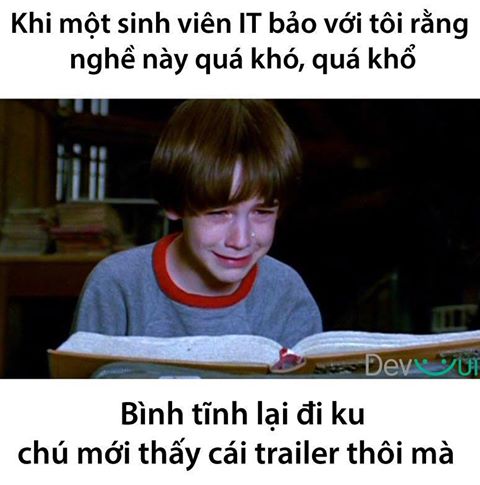 Khi một sinh viên IT bảo với tôi rằng
nghề này quá khó, quá khổ
DevVui
Bình tĩnh lại đi ku
chú mới thấy cái trailer thôi mà